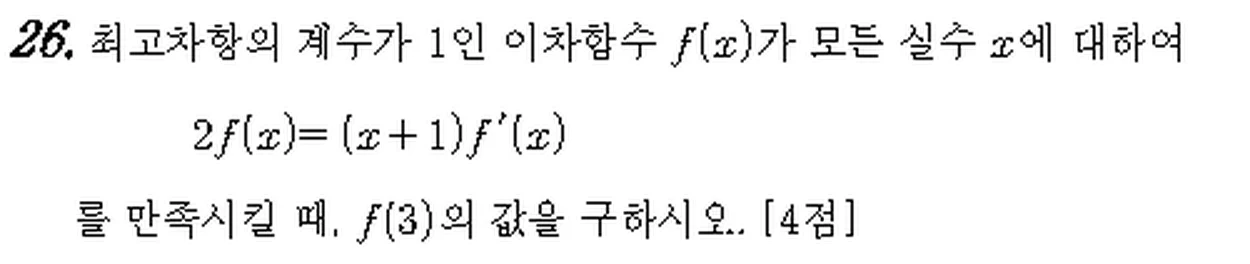 26. 최고차항의 계수가 1인 이차함수 f(x)가 모든 실수 x에 대하여
2f(x)=(x+1)f'(x)
를 만족시킬 때, f(3)의 값을 구하시오.. [4점]